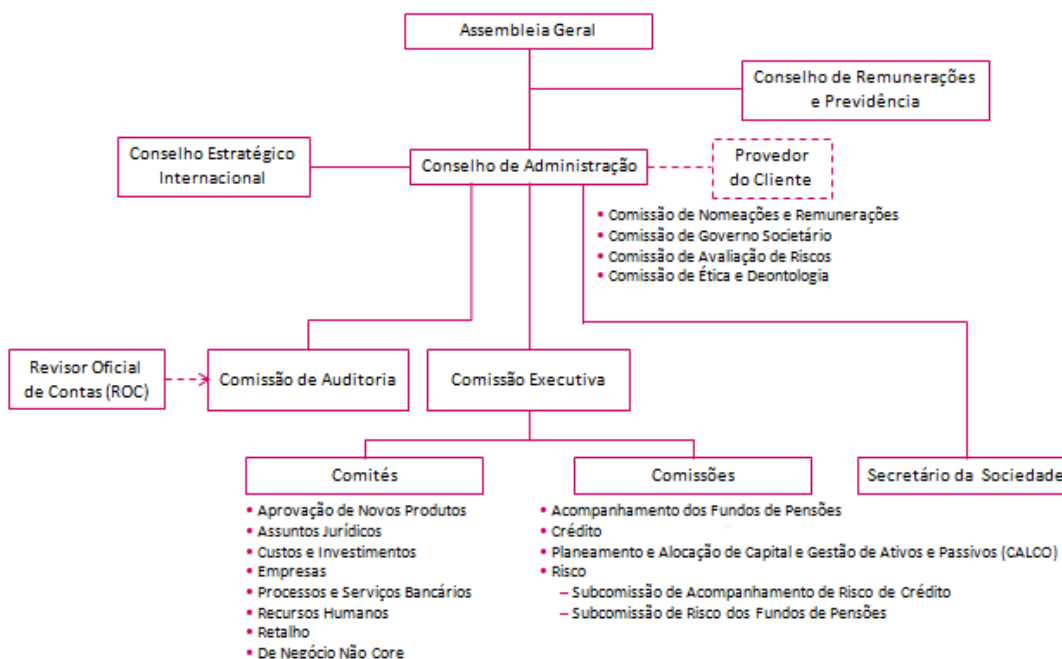 Assembleia Geral
Conselho de Remunerações
e Previdência
Conselho Estratégico
Internacional
Conselho de Administração
Provedor
do Cliente
• Comissão de Nomeações e Remunerações
• Comissão de Governo Societário
• Comissão de Avaliação de Riscos
• Comissão de Ética e Deontologia
Revisor Oficial
de Contas (ROC)
Comissão de Auditoria
Comissão Executiva
Comités
• Aprovação de Novos Produtos
• Assuntos Jurídicos
• Custos e Investimentos
• Empresas
• Processos e Serviços Bancários
• Recursos Humanos
• Retalho
• De Negócio Não Core
Comissões
• Acompanhamento dos Fundos de Pensões
• Crédito
• Planeamento e Alocação de Capital e Gestão de Ativos e Passivos (CALCO)
• Risco
– Subcomissão de Acompanhamento de Risco de Crédito
– Subcomissão de Risco dos Fundos de Pensões
Secretário da Sociedade